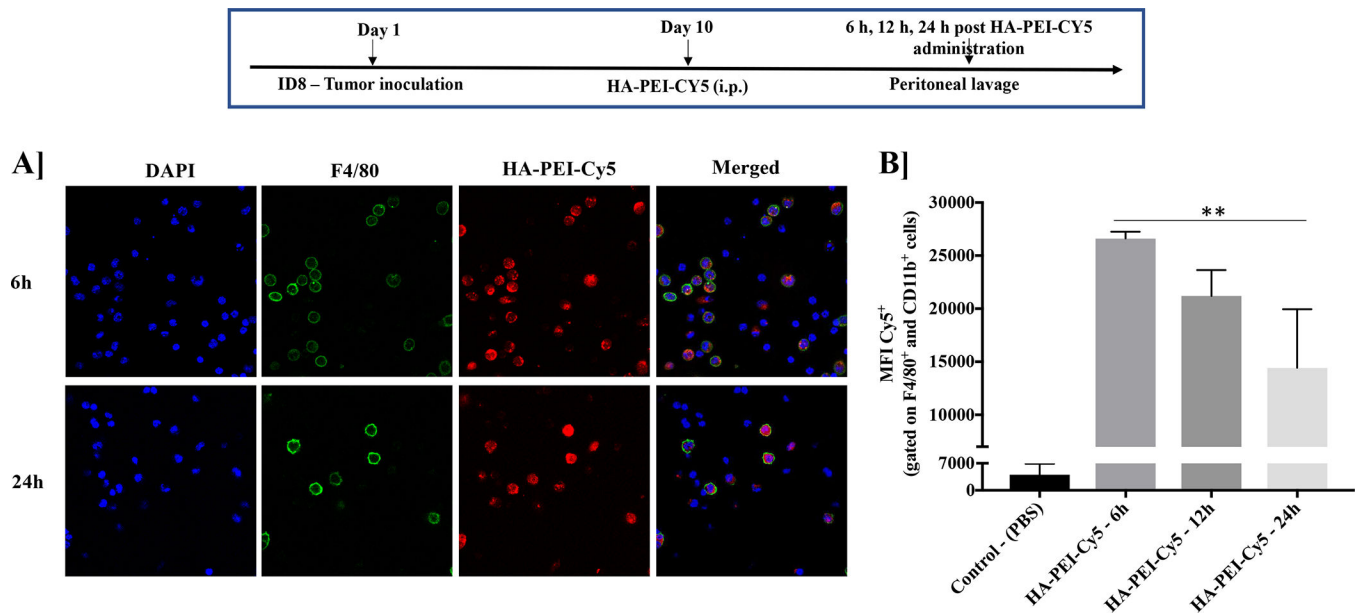 Day 1
Day 10
6 h, 12 h, 24 h post HA-PEI-CY5
administration
ID8 – Tumor inoculation
HA-PEI-CY5 (i.p.)
Peritoneal lavage
A]
DAPI
F4/80
HA-PEI-Cy5
Merged
6h
24h
B]
MFI Cy5+
(gated on F4/80+ and CD11b+ cells)
30000
25000
20000
15000
10000
7000
0
**
Control - (PBS)
HA-PEI-Cy5 - 6h
HA-PEI-Cy5 - 12h
HA-PEI-Cy5 - 24h